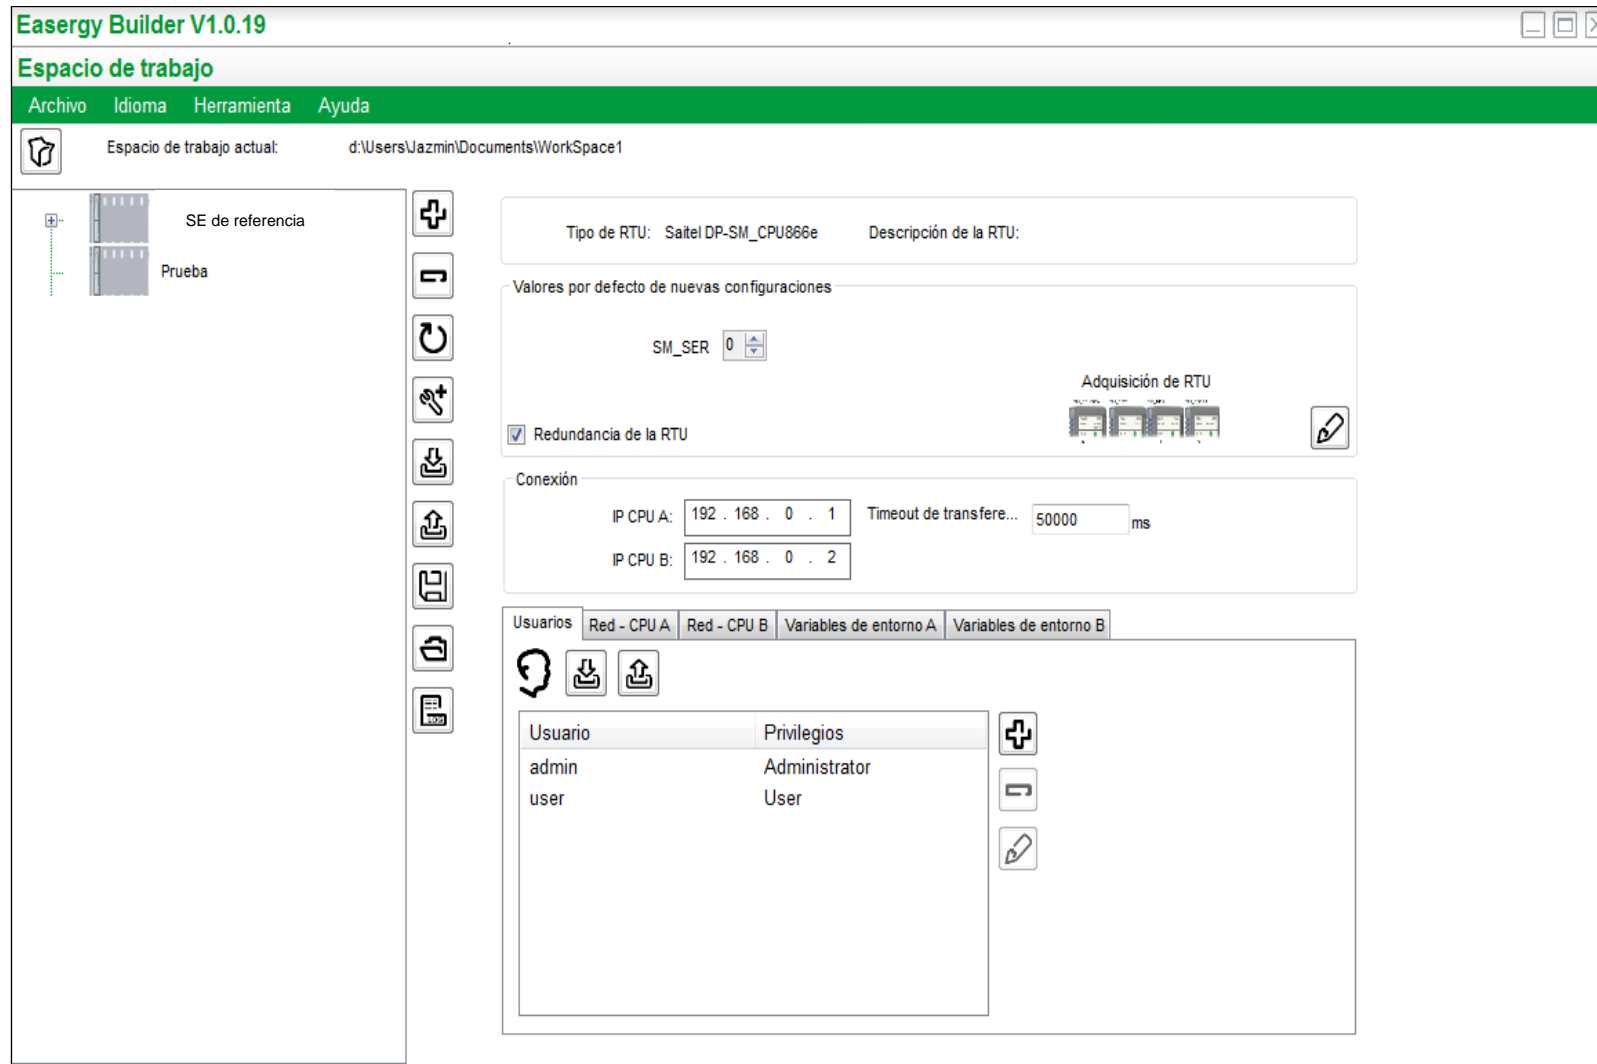 Easergy Builder V1.0.19
Espacio de trabajo
Archivo Idioma Herramienta Ayuda
Espacio de trabajo actual: d:\Users\Jazmin\Documents\WorkSpace1
SE de referencia
Prueba
Tipo de RTU: Saitel DP-SM_CPU866e Descripción de la RTU:
Valores por defecto de nuevas configuraciones
SM_SER 0
Adquisición de RTU
Redundancia de la RTU
Conexión
IP CPU A: 192 . 168 . 0 . 1 Timeout de transfere... 50000 ms
IP CPU B: 192 . 168 . 0 . 2
Usuarios Red - CPU A Red - CPU B Variables de entorno A Variables de entorno B
Usuario Privilegios
admin Administrator
user User